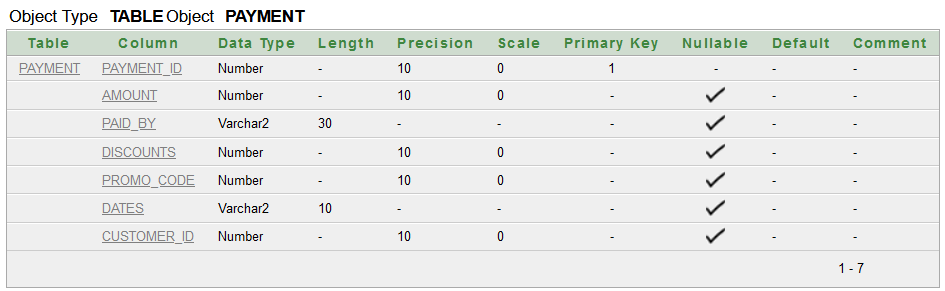 Object Type TABLE Object PAYMENT
Table Column Data Type Length Precision Scale Primary Key Nullable Default Comment
PAYMENT PAYMENT_ID Number - 10 0 1 - - -
AMOUNT Number - 10 0 - ✓ - -
PAID_BY Varchar2 30 - - - ✓ - -
DISCOUNTS Number - 10 0 - ✓ - -
PROMO_CODE Number - 10 0 - ✓ - -
DATES Varchar2 10 - - - ✓ - -
CUSTOMER_ID Number - 10 0 - ✓ - -
1 - 7